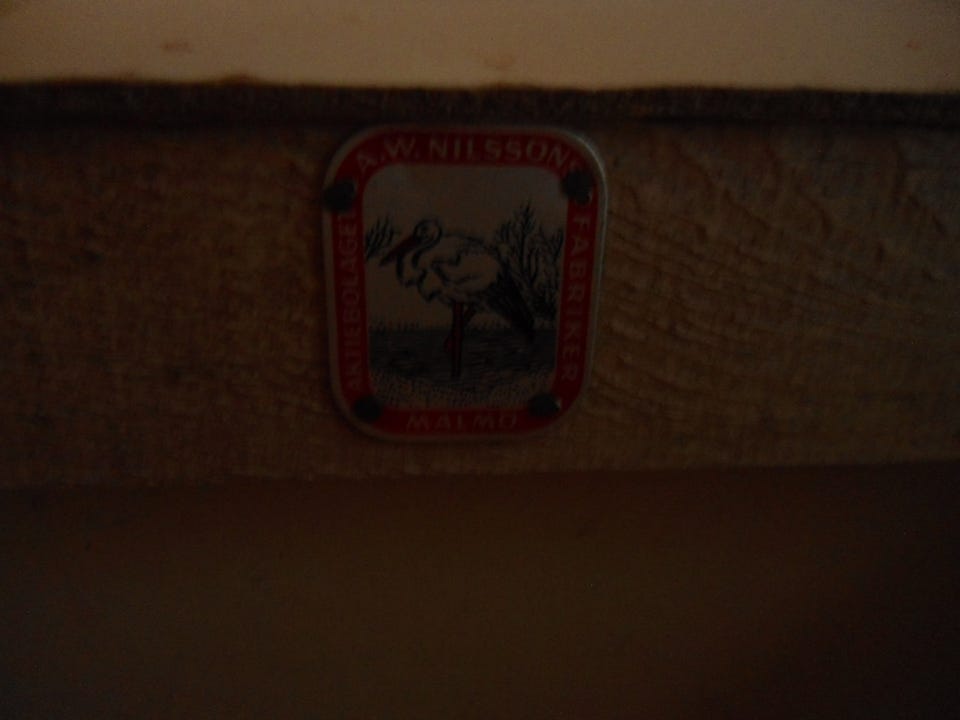 AKTIEBOLAGET
A.W. NILSSONS
FABRIKER
MALMÖ